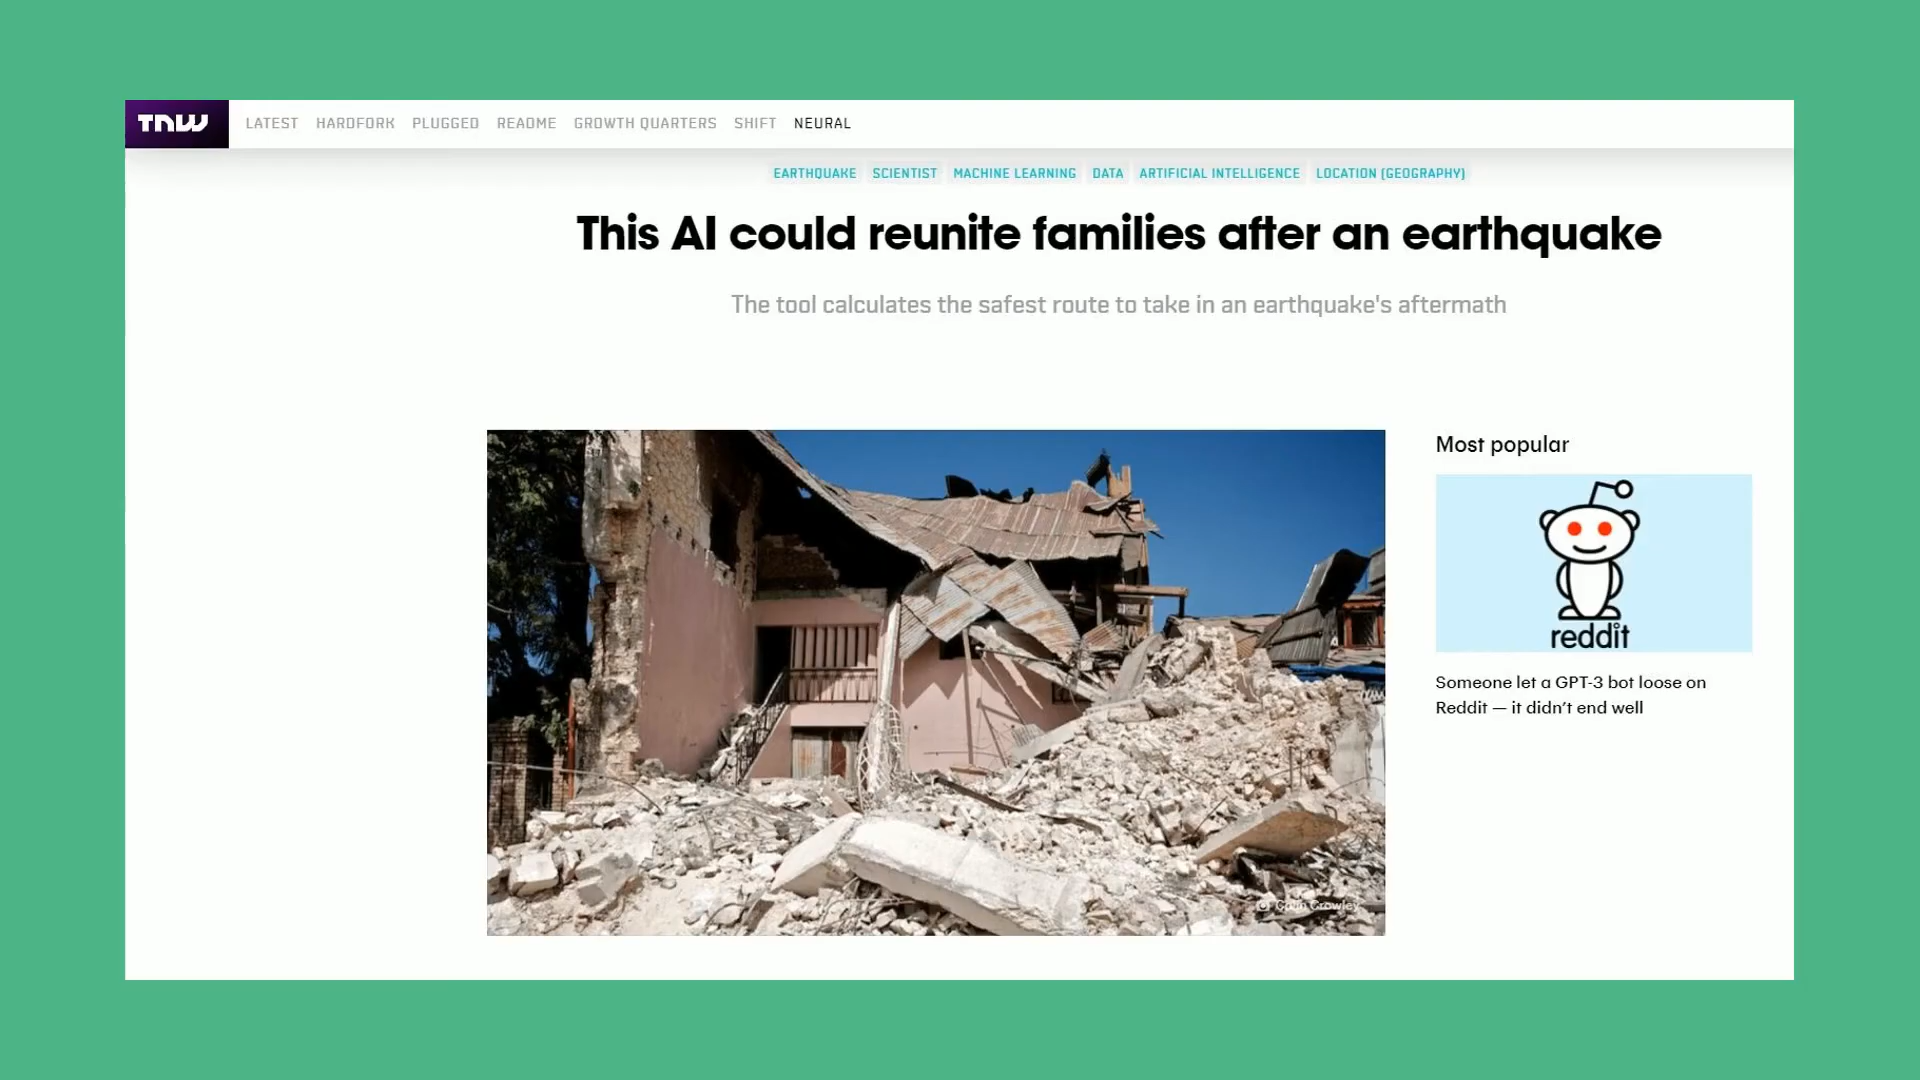 TNW LATEST HARDFORK PLUGGED README GROWTH QUARTERS SHIFT NEURAL
EARTHQUAKE SCIENTIST MACHINE LEARNING DATA ARTIFICIAL INTELLIGENCE LOCATION (GEOGRAPHY)
This AI could reunite families after an earthquake
The tool calculates the safest route to take in an earthquake's aftermath
Most popular
reddit
Someone let a GPT-3 bot loose on
Reddit — it didn't end well
Colin Crowley